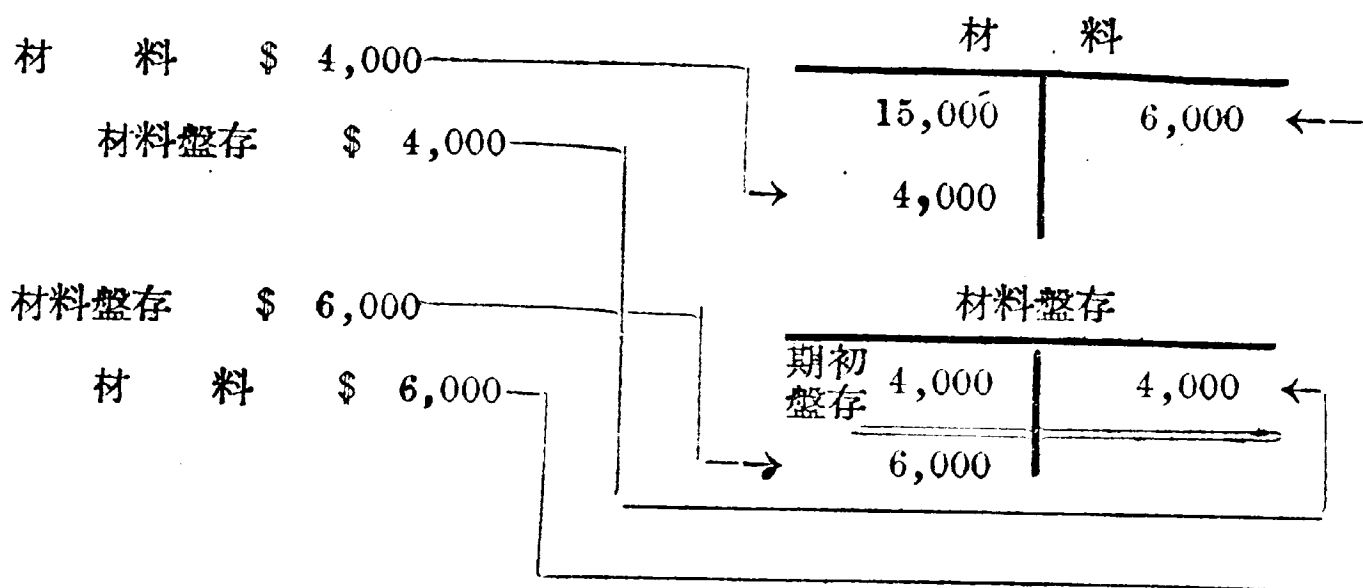 材 料 $ 4,000
材料盤存 $ 4,000
材料盤存 $ 6,000
材 料 $ 6,000
材 料
15,000 6,000
4,000
材料盤存
期初盤存 4,000 4,000
6,000